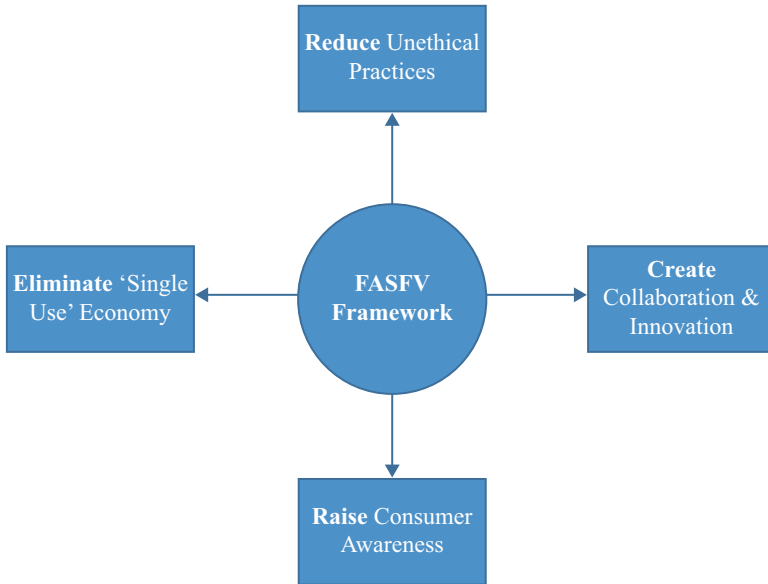 Reduce Unethical
Practices
Eliminate ‘Single
Use’ Economy
FASFV
Framework
Create
Collaboration &
Innovation
Raise Consumer
Awareness